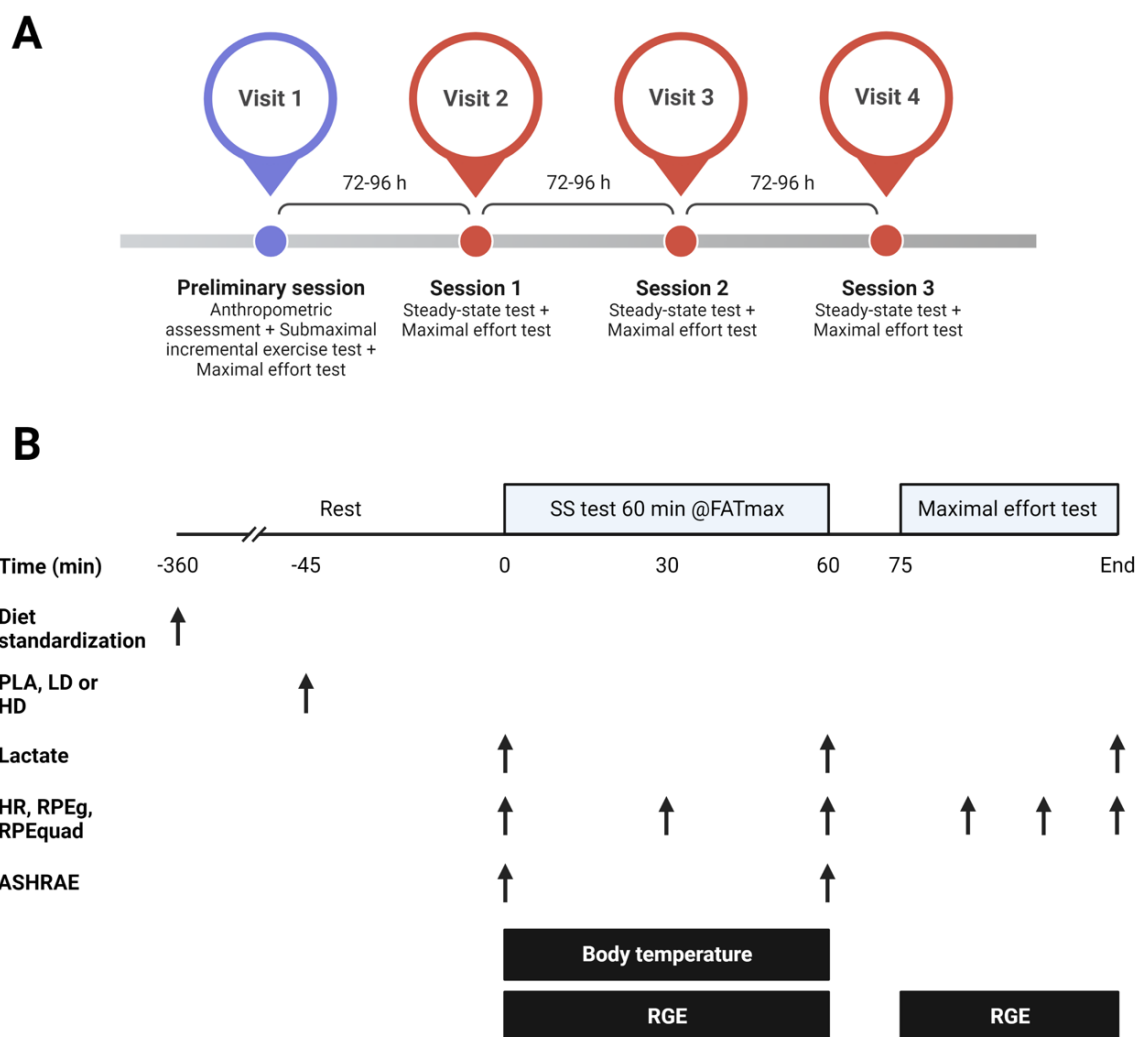 A
Visit 1
Visit 2
Visit 3
Visit 4
72-96 h
72-96 h
72-96 h
Preliminary session
Anthropometric
assessment + Submaximal
incremental exercise test +
Maximal effort test
Session 1
Steady-state test +
Maximal effort test
Session 2
Steady-state test +
Maximal effort test
Session 3
Steady-state test +
Maximal effort test
B
Rest
SS test 60 min @FATmax
Maximal effort test
Time (min)
-360
-45
0
30
60
75
End
Diet
standardization
PLA, LD or
HD
Lactate
HR, RPEg,
RPEquad
ASHRAE
Body temperature
RGE
RGE